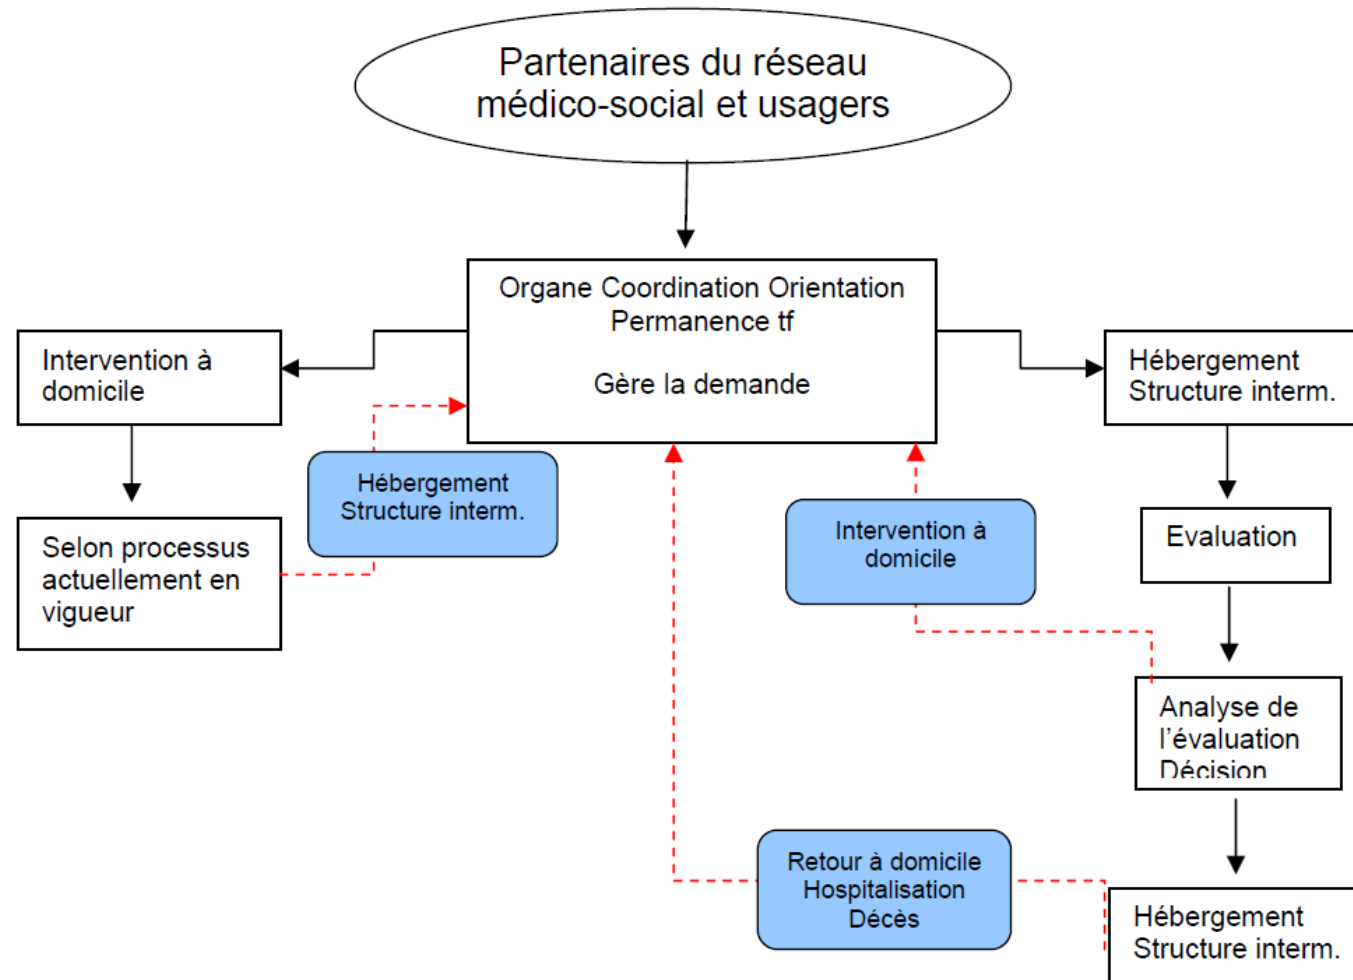 Partenaires du réseau
médico-social et usagers
Organe Coordination Orientation
Permanence tf
Gère la demande
Intervention à
domicile
Hébergement
Structure interm.
Hébergement
Structure interm.
Selon processus
actuellement en
vigueur
Intervention à
domicile
Evaluation
Analyse de
l'évaluation
Décision
Retour à domicile
Hospitalisation
Décès
Hébergement
Structure interm.